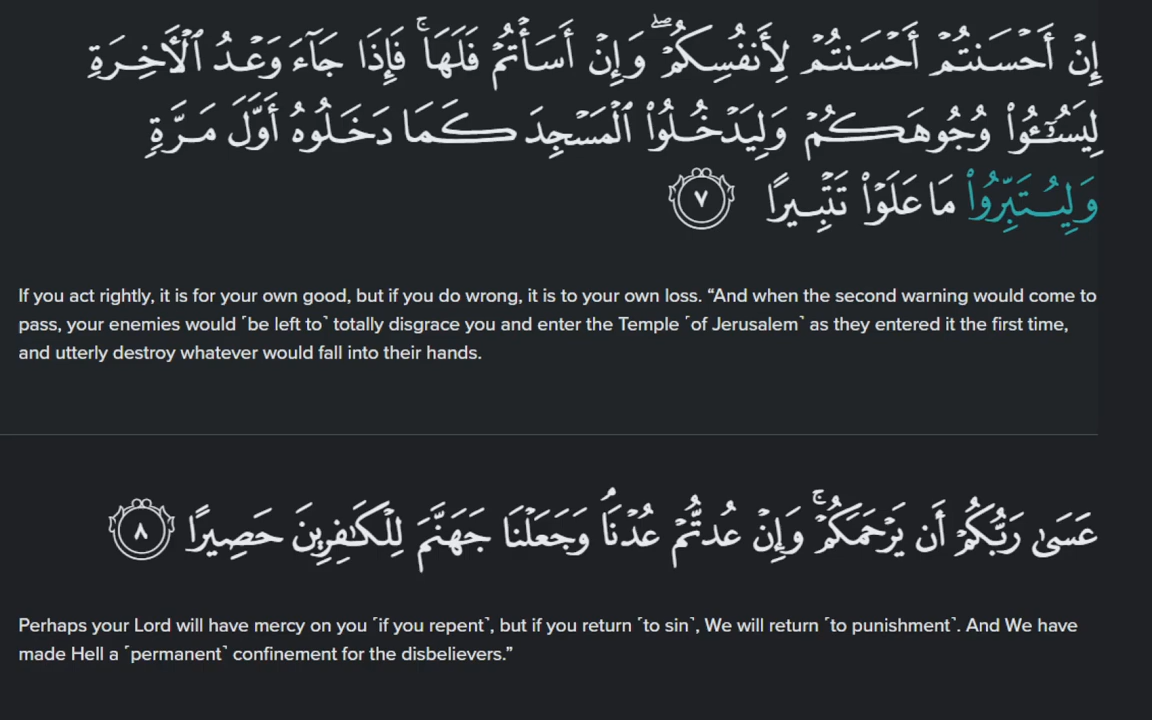 إِنْ أَحْسَنتُمْ أَحْسَنتُمْ لِأَنفُسِكُمْ ۖ وَإِنْ أَسَأْتُمْ فَلَهَا ۚ فَإِذَا جَآءَ وَعْدُ ٱلْـَٔاخِرَةِ
لِيَسُـۥٓـُٔوا۟ وُجُوهَكُمْ وَلِيَدْخُلُوا۟ ٱلْمَسْجِدَ كَمَا دَخَلُوهُ أَوَّلَ مَرَّةٍ
وَلِيُتَبِّرُوا۟ مَا عَلَوْا۟ تَتْبِيرًا ٧
If you act rightly, it is for your own good, but if you do wrong, it is to your own loss. “And when the second warning would come to
pass, your enemies would ˹be left to˺ totally disgrace you and enter the Temple ˹of Jerusalem˺ as they entered it the first time,
and utterly destroy whatever would fall into their hands.
عَسَىٰ رَبُّكُمْ أَن يَرْحَمَكُمْ ۚ وَإِنْ عُدتُّمْ عُدْنَا ۘ وَجَعَلْنَا جَهَنَّمَ لِلْكَـٰفِرِينَ حَصِيرًا ٨
Perhaps your Lord will have mercy on you ˹if you repent˺, but if you return ˹to sin˺, We will return ˹to punishment˺. And We have
made Hell a ˹permanent˺ confinement for the disbelievers.”